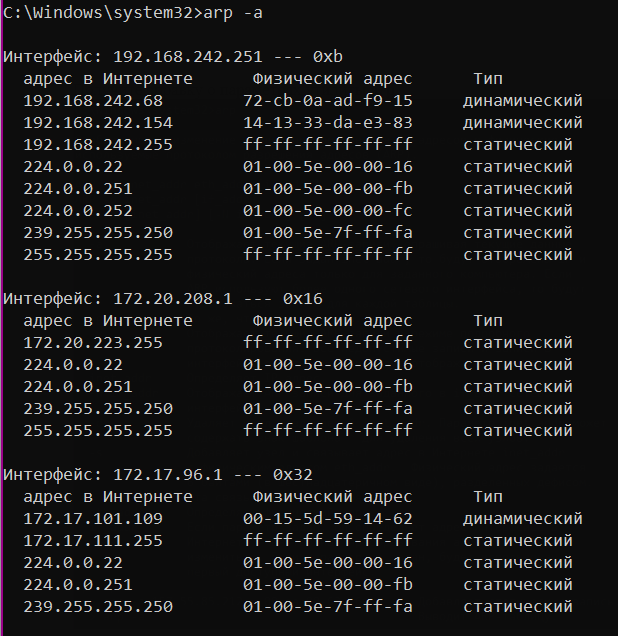 C:\Windows\system32>arp -a
Интерфейс: 192.168.242.251 --- 0xb
адрес в Интернете Физический адрес Тип
192.168.242.68 72-cb-0a-ad-f9-15 динамический
192.168.242.154 14-13-33-da-e3-83 динамический
192.168.242.255 ff-ff-ff-ff-ff-ff статический
224.0.0.22 01-00-5e-00-00-16 статический
224.0.0.251 01-00-5e-00-00-fb статический
224.0.0.252 01-00-5e-00-00-fc статический
239.255.255.250 01-00-5e-7f-ff-fa статический
255.255.255.255 ff-ff-ff-ff-ff-ff статический
Интерфейс: 172.20.208.1 --- 0x16
адрес в Интернете Физический адрес Тип
172.20.223.255 ff-ff-ff-ff-ff-ff статический
224.0.0.22 01-00-5e-00-00-16 статический
224.0.0.251 01-00-5e-00-00-fb статический
239.255.255.250 01-00-5e-7f-ff-fa статический
255.255.255.255 ff-ff-ff-ff-ff-ff статический
Интерфейс: 172.17.96.1 --- 0x32
адрес в Интернете Физический адрес Тип
172.17.101.109 00-15-5d-59-14-62 динамический
172.17.111.255 ff-ff-ff-ff-ff-ff статический
224.0.0.22 01-00-5e-00-00-16 статический
224.0.0.251 01-00-5e-00-00-fb статический
239.255.255.250 01-00-5e-7f-ff-fa статический